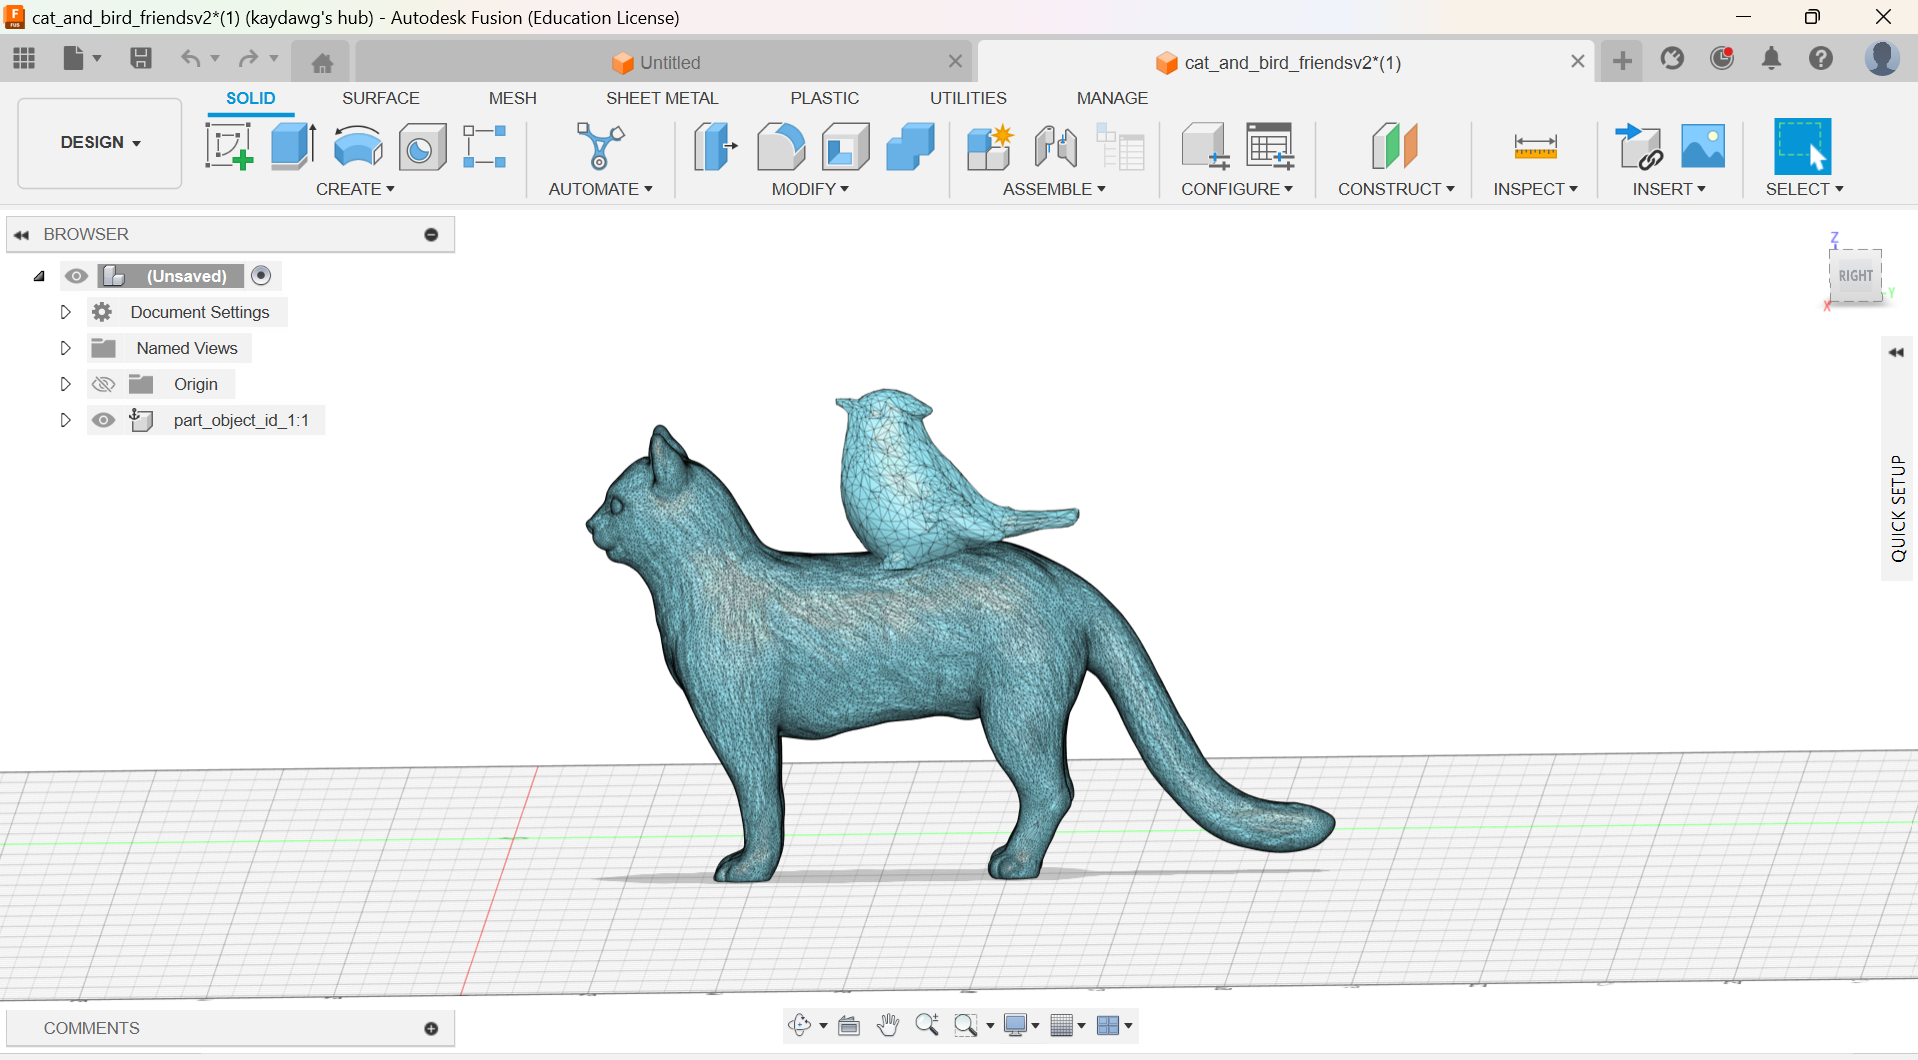 cat_and_bird_friendsv2*(1) (kaydawg's hub) - Autodesk Fusion (Education License)
Untitled
cat_and_bird_friendsv2*(1)
SOLID SURFACE MESH SHEET METAL PLASTIC UTILITIES MANAGE
DESIGN
CREATE AUTOMATE MODIFY ASSEMBLE CONFIGURE CONSTRUCT INSPECT INSERT SELECT
BROWSER
(Unsaved)
Document Settings
Named Views
Origin
part_object_id_1:1
Z
RIGHT
Y
X
QUICK SETUP
COMMENTS